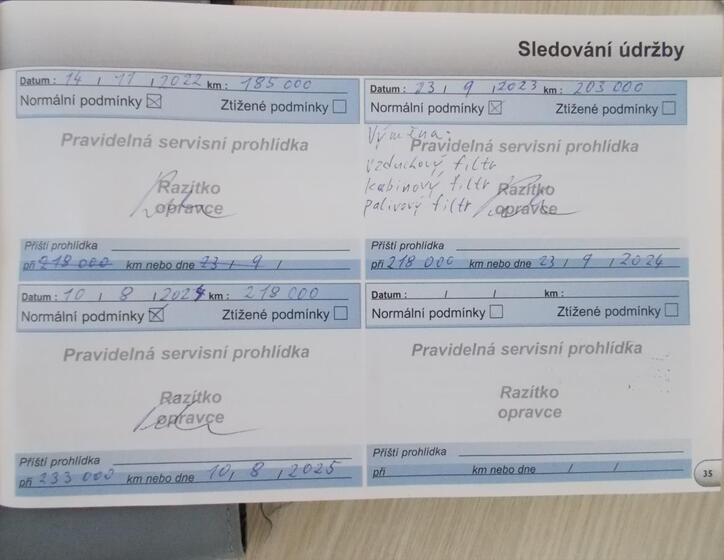 Sledování údržby
Datum : 14 / 11 / 2022 km : 185 000
Normální podmínky ☒ Ztížené podmínky ☐
Pravidelná servisní prohlídka
Razítko
opravce
Příští prohlídka
při 218 000 km nebo dne 23 / 9 /
Datum : 23 / 9 / 2023 km : 203 000
Normální podmínky ☒ Ztížené podmínky ☐
Výměna:
Pravidelná servisní prohlídka
vzduchový filtr
kabinový filtr
Razítko
palivový filtr
opravce
Příští prohlídka
při 218 000 km nebo dne 23 / 9 / 2024
Datum : 10 / 8 / 2024 km : 218 000
Normální podmínky ☒ Ztížené podmínky ☐
Pravidelná servisní prohlídka
Razítko
opravce
Příští prohlídka
při 233 000 km nebo dne 10 / 8 / 2025
Datum : / / km :
Normální podmínky ☐ Ztížené podmínky ☐
Pravidelná servisní prohlídka
Razítko
opravce
Příští prohlídka
při km nebo dne / /
35